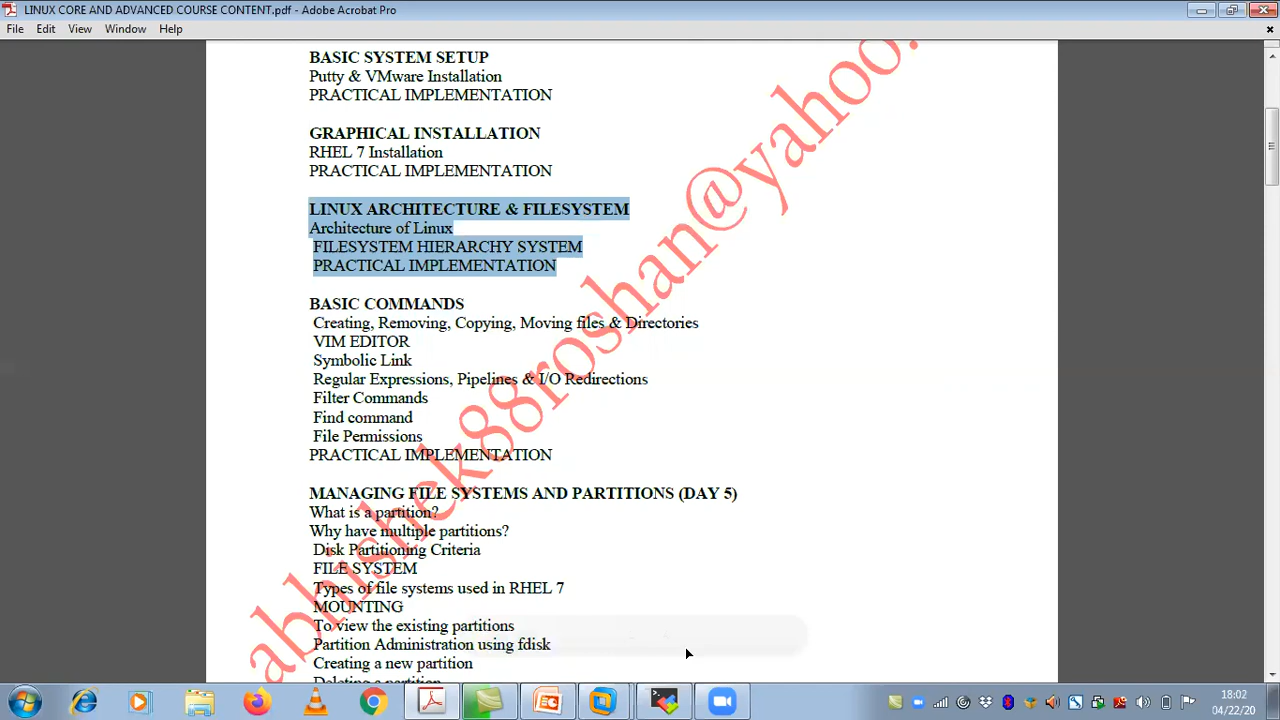 LINUX CORE AND ADVANCED COURSE CONTENT.pdf - Adobe Acrobat Pro
File Edit View Window Help
BASIC SYSTEM SETUP
Putty & VMware Installation
PRACTICAL IMPLEMENTATION
GRAPHICAL INSTALLATION
RHEL 7 Installation
PRACTICAL IMPLEMENTATION
LINUX ARCHITECTURE & FILESYSTEM
Architecture of Linux
FILESYSTEM HIERARCHY SYSTEM
PRACTICAL IMPLEMENTATION
BASIC COMMANDS
Creating, Removing, Copying, Moving files & Directories
VIM EDITOR
Symbolic Link
Regular Expressions, Pipelines & I/O Redirections
Filter Commands
Find command
File Permissions
PRACTICAL IMPLEMENTATION
MANAGING FILE SYSTEMS AND PARTITIONS (DAY 5)
What is a partition?
Why have multiple partitions?
Disk Partitioning Criteria
FILE SYSTEM
Types of file systems used in RHEL 7
MOUNTING
To view the existing partitions
Partition Administration using fdisk
Creating a new partition
Deleting a partition
abhishek88roshan@yahoo.
18:02
04/22/20